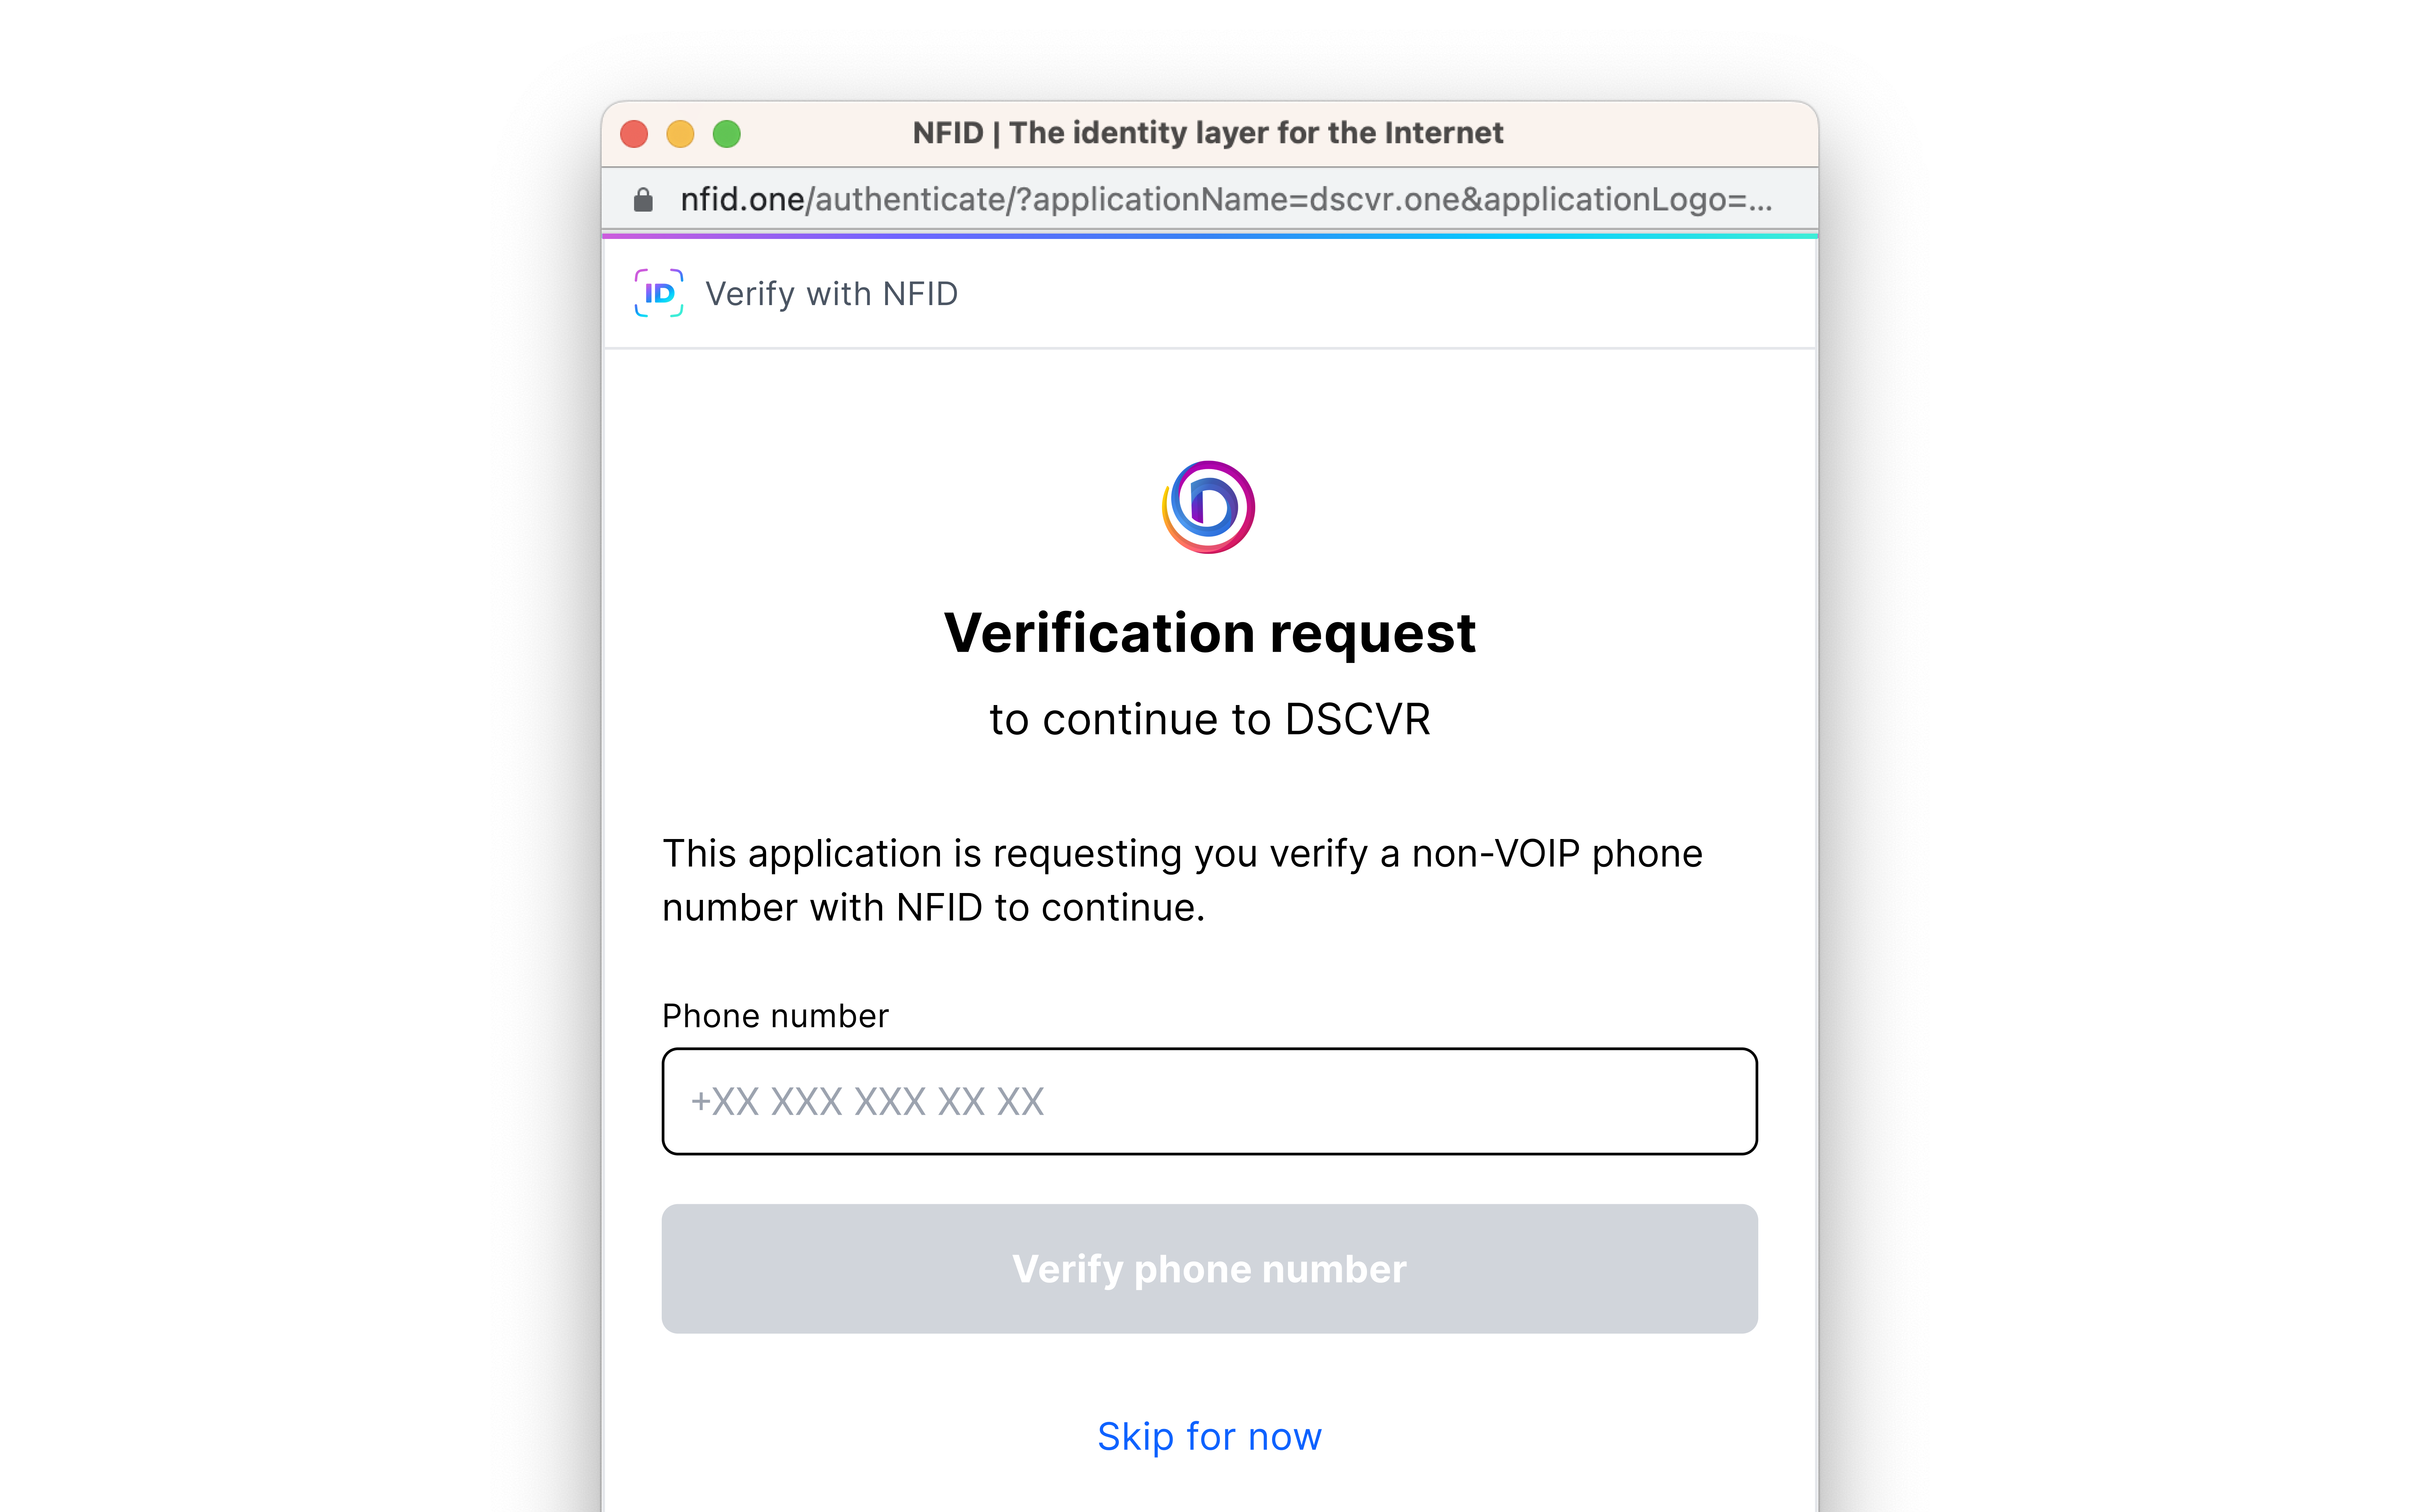 NFID | The identity layer for the Internet
nfid.one/authenticate/?applicationName=dscvr.one&applicationLogo=...
ID Verify with NFID
D
Verification request
to continue to DSCVR
This application is requesting you verify a non-VOIP phone
number with NFID to continue.
Phone number
+XX XXX XXX XX XX
Verify phone number
Skip for now